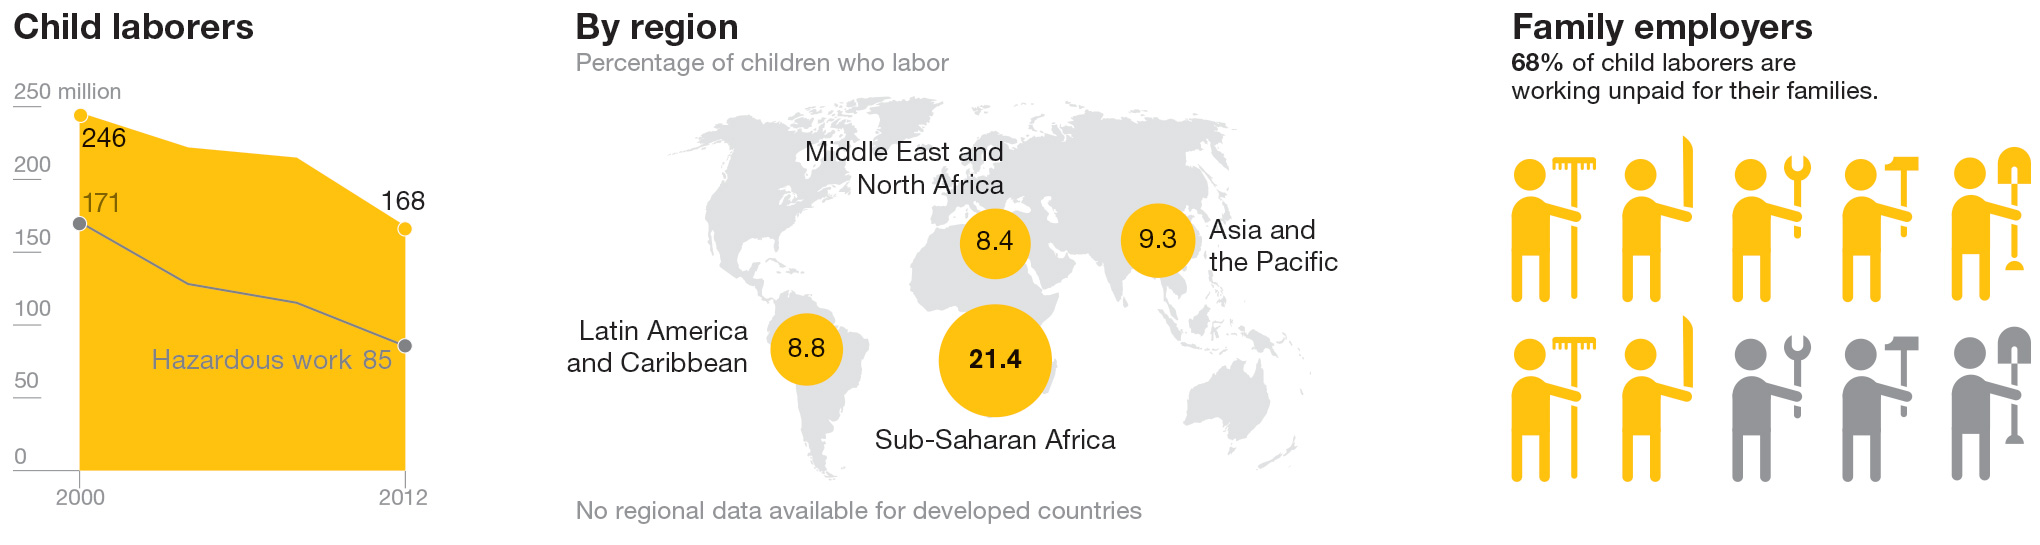 Child laborers
250 million
246
200
171
168
150
100
Hazardous work 85
50
0
2000
2012
By region
Percentage of children who labor
Middle East and
North Africa
8.4
9.3
Asia and
the Pacific
Latin America
and Caribbean
8.8
21.4
Sub-Saharan Africa
No regional data available for developed countries
Family employers
68% of child laborers are
working unpaid for their families.